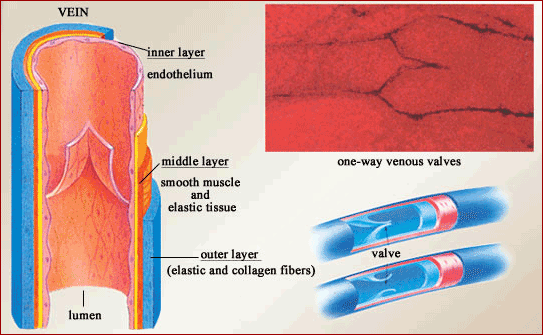 VEIN
inner layer
endothelium
middle layer
smooth muscle
and
elastic tissue
outer layer
(elastic and collagen fibers)
lumen
one-way venous valves
valve